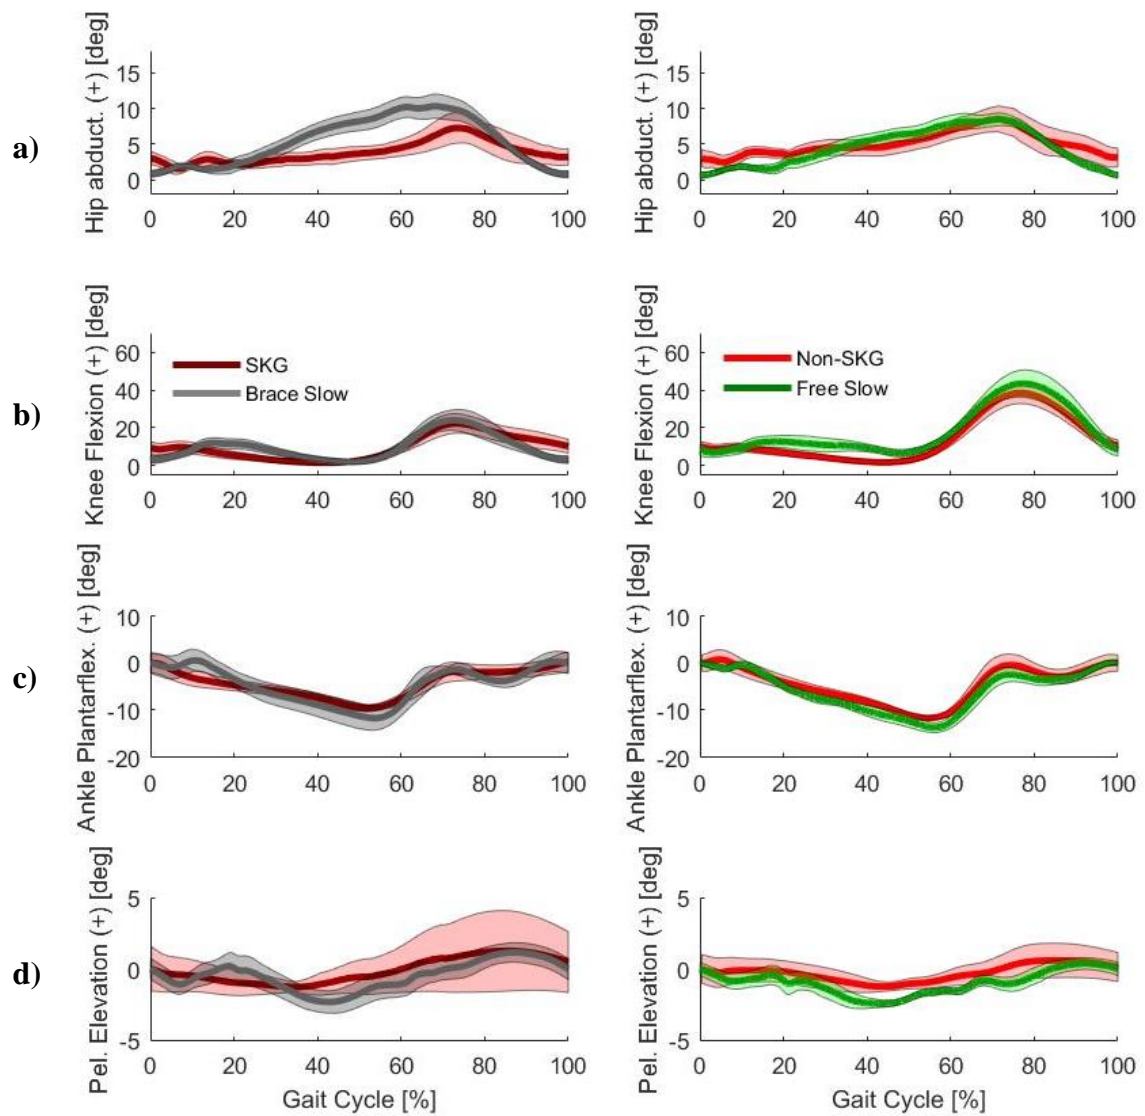 a)
Hip abduct. (+) [deg]
15
10
5
0
0 20 40 60 80 100
Hip abduct. (+) [deg]
15
10
5
0
0 20 40 60 80 100
b)
Knee Flexion (+) [deg]
60
40
20
0
SKG
Brace Slow
0 20 40 60 80 100
Knee Flexion (+) [deg]
60
40
20
0
Non-SKG
Free Slow
0 20 40 60 80 100
c)
Ankle Plantarflex. (+) [deg]
10
0
-10
-20
0 20 40 60 80 100
Ankle Plantarflex. (+) [deg]
10
0
-10
-20
0 20 40 60 80 100
d)
Pel. Elevation (+) [deg]
5
0
-5
0 20 40 60 80 100
Gait Cycle [%]
Pel. Elevation (+) [deg]
5
0
-5
0 20 40 60 80 100
Gait Cycle [%]